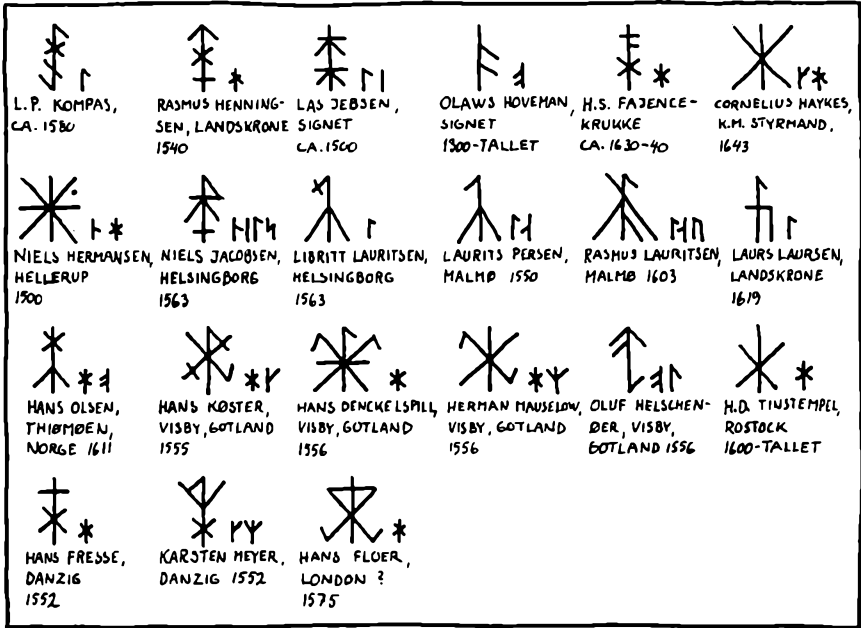 L.P. KOMPAS,
CA. 1580
RASMUS HENNING-
SEN, LANDSKRONE
1540
LAS JEBSEN,
SIGNET
CA.
OLAWS HOVEMAN,
SIGNET
1300-TALLET
H.S. FAJENCE-
KRUKKE
CA. 1630-40
CORNELIUS HAYKES,
K.M. STYRMAND,
1643
NIELS HERMANSEN,
HELLERUP
1500
NIELS JACOBSEN,
HELSINGBORG
1563
LIBRITT LAURITSEN,
HELSINGBORG
1563
LAURITS PERSEN,
MALMØ 1550
RASMUS LAURITSEN,
MALMØ 1603
LAURS LAURSEN,
LANDSKRONE
1619
HANS OLSEN,
THIØMØEN,
NORGE 1611
HANS KØSTER,
VISBY, GOTLAND
1555
HANS DENCKELSPILL,
VISBY, GOTLAND
1556
HERMAN MAUSELOW,
VISBY, GOTLAND
1556
OLUF HELSCHEN-
ØER, VISBY,
GOTLAND 1556
H.D. TINSTEMPEL,
ROSTOCK
1600-TALLET
HANS FRESSE,
DANZIG
1552
KARSTEN MEYER,
DANZIG 1552
HANS FLOER,
LONDON ?
1575